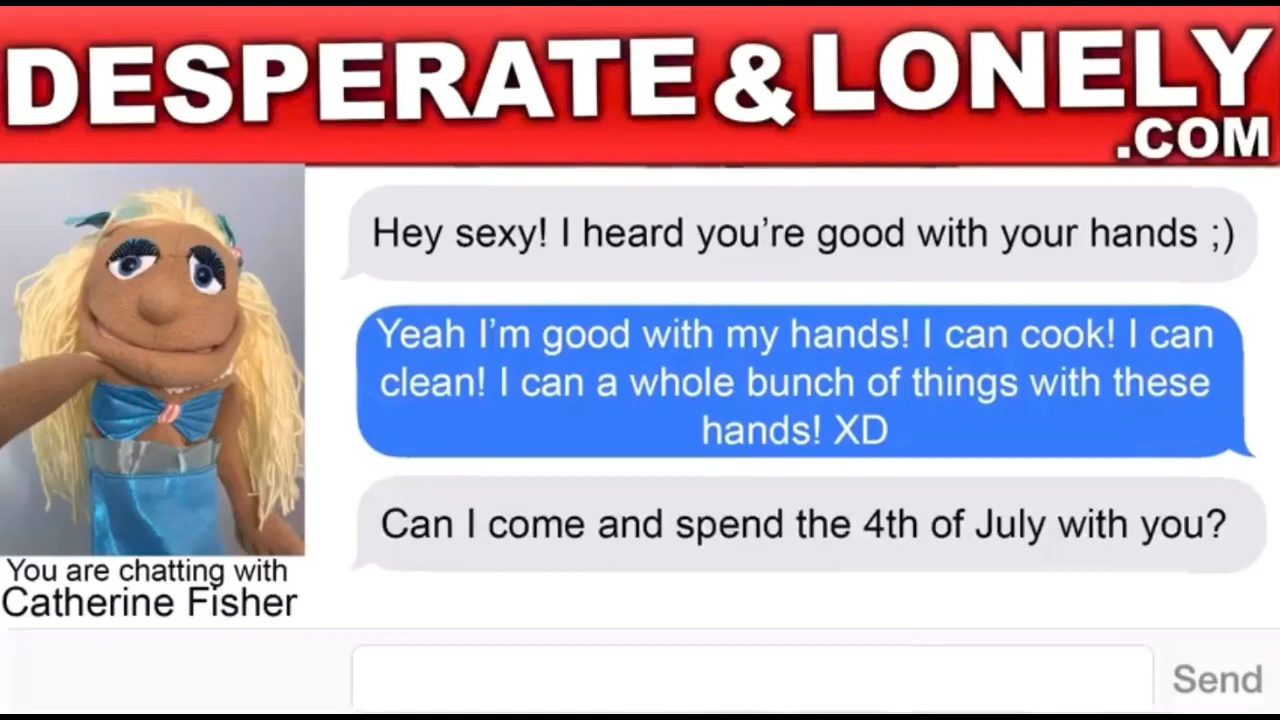 DESPERATE & LONELY
.COM
Hey sexy! I heard you're good with your hands ;)
Yeah I'm good with my hands! I can cook! I can
clean! I can a whole bunch of things with these
hands! XD
Can I come and spend the 4th of July with you?
You are chatting with
Catherine Fisher
Send